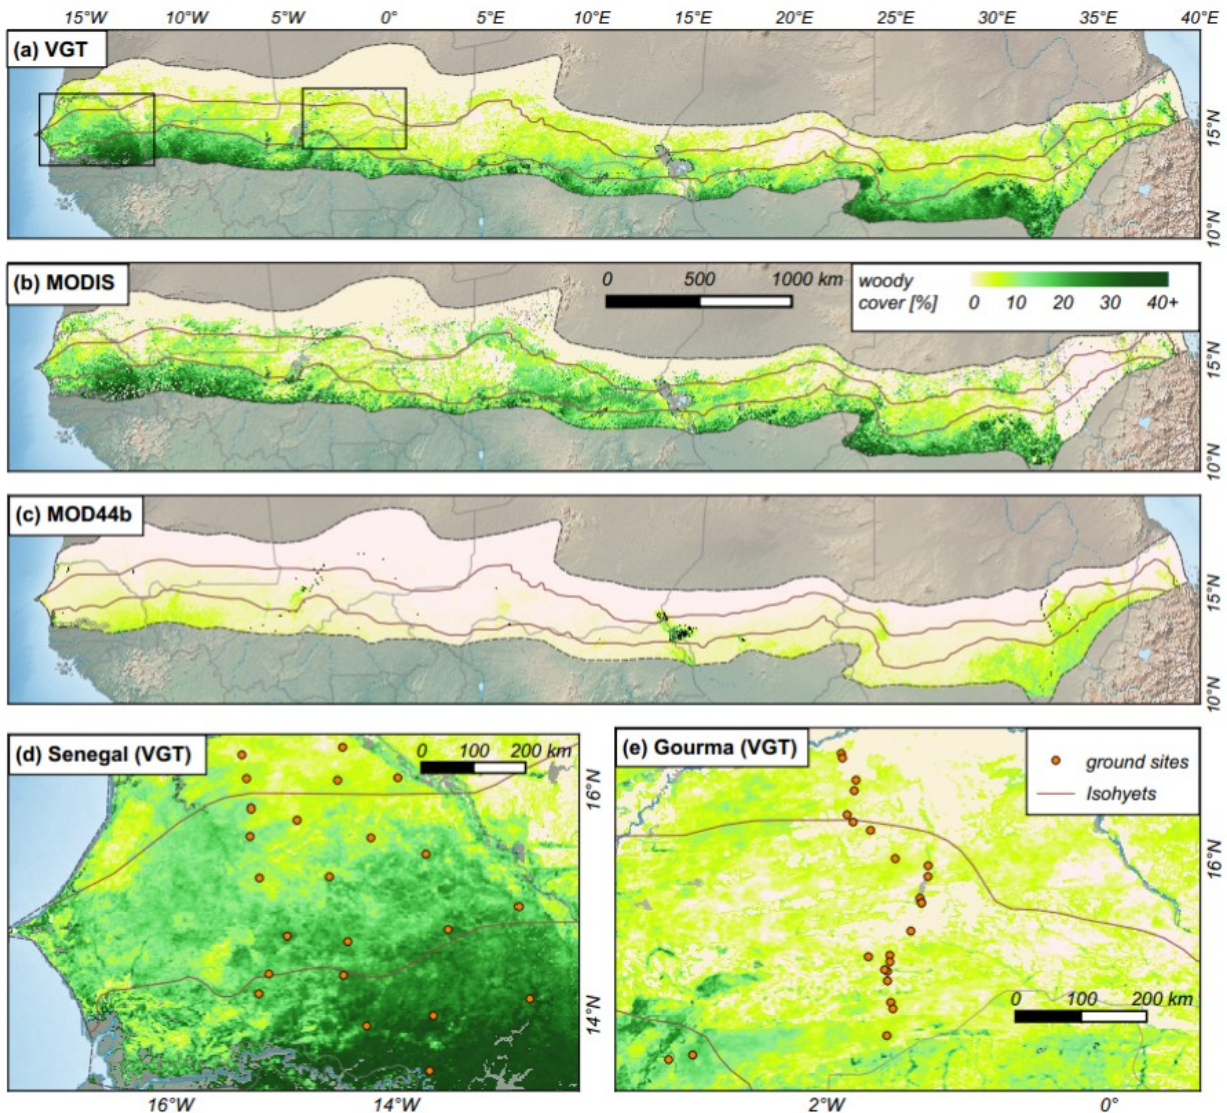 15°W 10°W 5°W 0° 5°E 10°E 15°E 20°E 25°E 30°E 35°E 40°E
(a) VGT
15°N
10°N
(b) MODIS
0 500 1000 km
woody
cover [%] 0 10 20 30 40+
15°N
10°N
(c) MOD44b
15°N
10°N
(d) Senegal (VGT)
0 100 200 km
16°N
14°N
16°W 14°W
(e) Gourma (VGT)
ground sites
Isohyets
16°N
0 100 200 km
2°W 0°